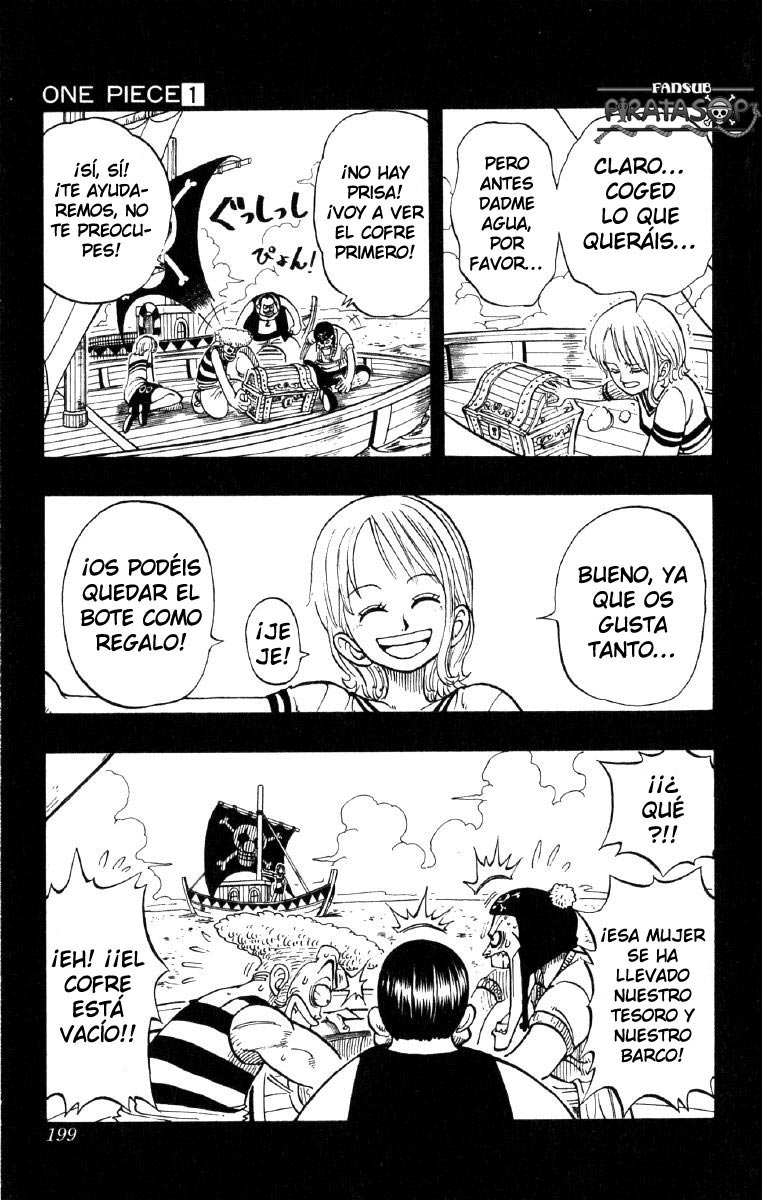 ONE PIECE 1
FANSUB
PIRATASOP
CLARO...
COGED
LO QUE
QUERÁIS...
PERO
ANTES
DADME
AGUA,
POR
FAVOR...
¡NO HAY
PRISA!
¡VOY A VER
EL COFRE
PRIMERO!
ぐっしっし
ぴょん!
¡SÍ, SÍ!
¡TE AYUDA-
REMOS, NO
TE PREOCU-
PES!
BUENO, YA
QUE OS
GUSTA
TANTO...
¡JE
JE!
¡OS PODÉIS
QUEDAR EL
BOTE COMO
REGALO!
¡¡¿
QUÉ
?!!
¡ESA MUJER
SE HA
LLEVADO
NUESTRO
TESORO Y
NUESTRO
BARCO!
¡EH! ¡¡EL
COFRE
ESTÁ
VACÍO!!
199